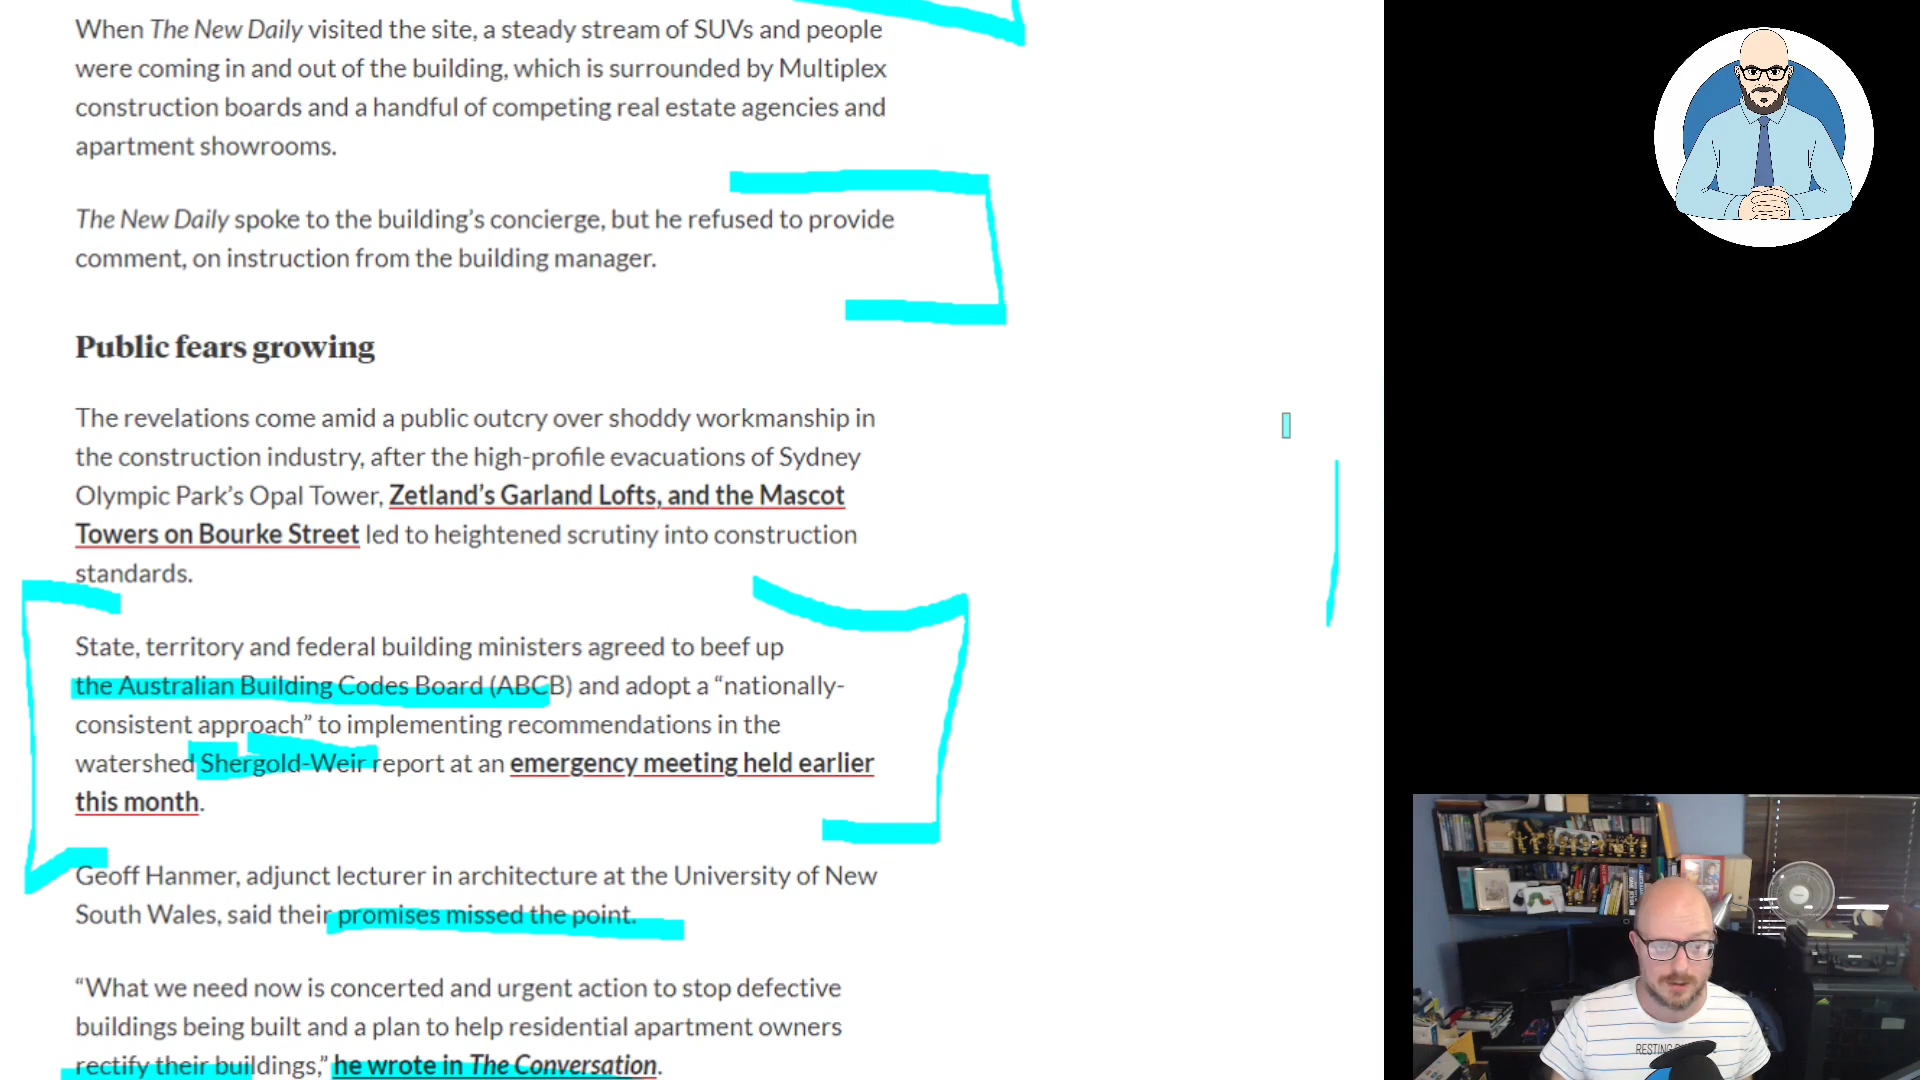 When The New Daily visited the site, a steady stream of SUVs and people
were coming in and out of the building, which is surrounded by Multiplex
construction boards and a handful of competing real estate agencies and
apartment showrooms.
The New Daily spoke to the building’s concierge, but he refused to provide
comment, on instruction from the building manager.
Public fears growing
The revelations come amid a public outcry over shoddy workmanship in
the construction industry, after the high-profile evacuations of Sydney
Olympic Park’s Opal Tower, Zetland’s Garland Lofts, and the Mascot
Towers on Bourke Street led to heightened scrutiny into construction
standards.
State, territory and federal building ministers agreed to beef up
the Australian Building Codes Board (ABCB) and adopt a “nationally-
consistent approach” to implementing recommendations in the
watershed Shergold-Weir report at an emergency meeting held earlier
this month.
Geoff Hanmer, adjunct lecturer in architecture at the University of New
South Wales, said their promises missed the point.
“What we need now is concerted and urgent action to stop defective
buildings being built and a plan to help residential apartment owners
rectify their buildings,” he wrote in The Conversation.
RESTING